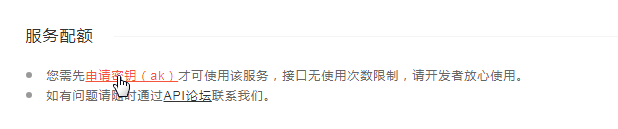 服务配额
您需先申请密钥（ak）才可使用该服务，接口无使用次数限制，请开发者放心使用。
如有问题请随时通过API论坛联系我们。